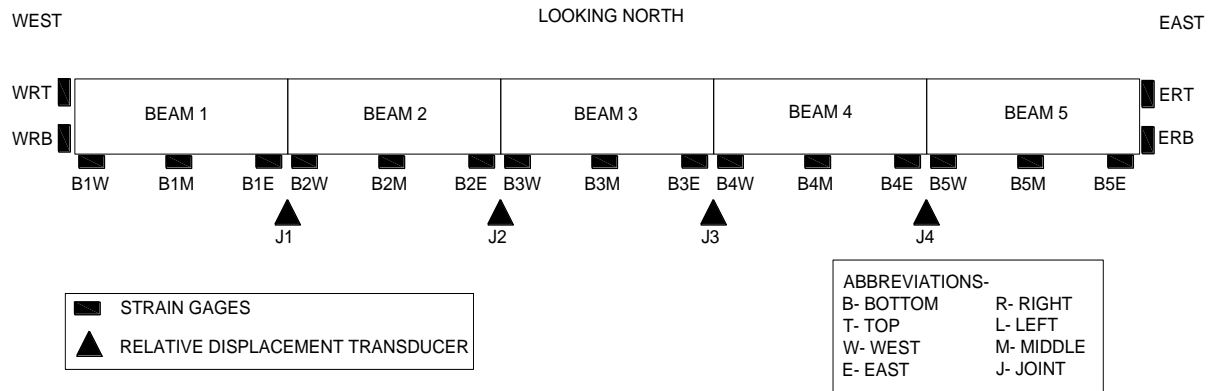 WEST
LOOKING NORTH
EAST
WRT
BEAM 1
BEAM 2
BEAM 3
BEAM 4
BEAM 5
ERT
WRB
ERB
B1W
B1M
B1E
B2W
B2M
B2E
B3W
B3M
B3E
B4W
B4M
B4E
B5W
B5M
B5E
J1
J2
J3
J4
STRAIN GAGES
RELATIVE DISPLACEMENT TRANSDUCER
ABBREVIATIONS-
B- BOTTOM R- RIGHT
T- TOP L- LEFT
W- WEST M- MIDDLE
E- EAST J- JOINT